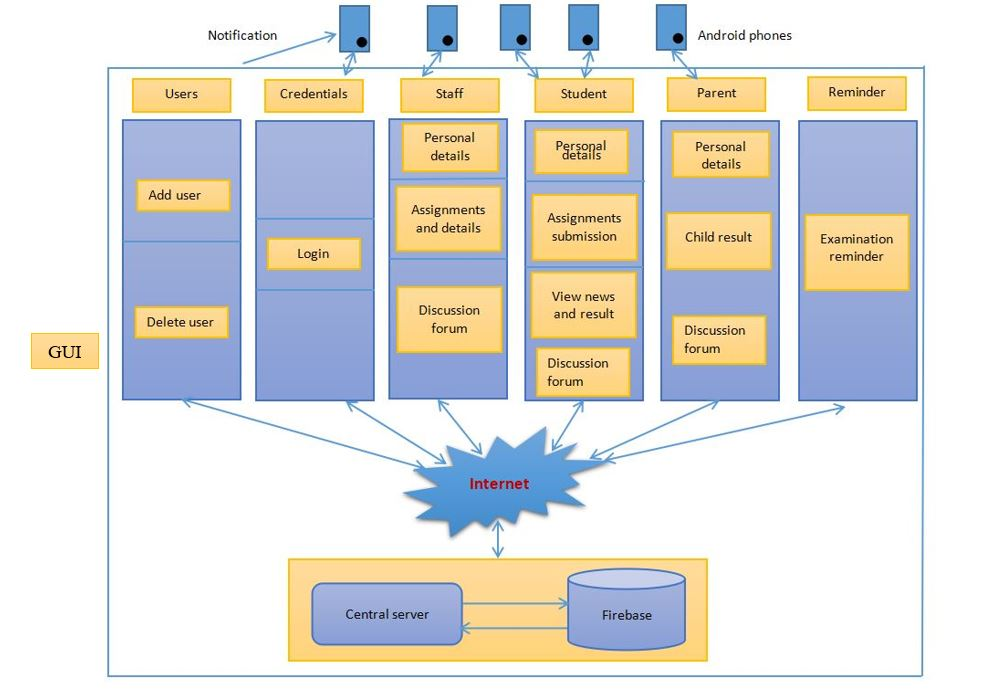 Notification
Android phones
Users
Credentials
Staff
Student
Parent
Reminder
Add user
Delete user
Login
Personal
details
Assignments
and details
Discussion
forum
Personal
details
Assignments
submission
View news
and result
Discussion
forum
Personal
details
Child result
Discussion
forum
Examination
reminder
GUI
Internet
Central server
Firebase